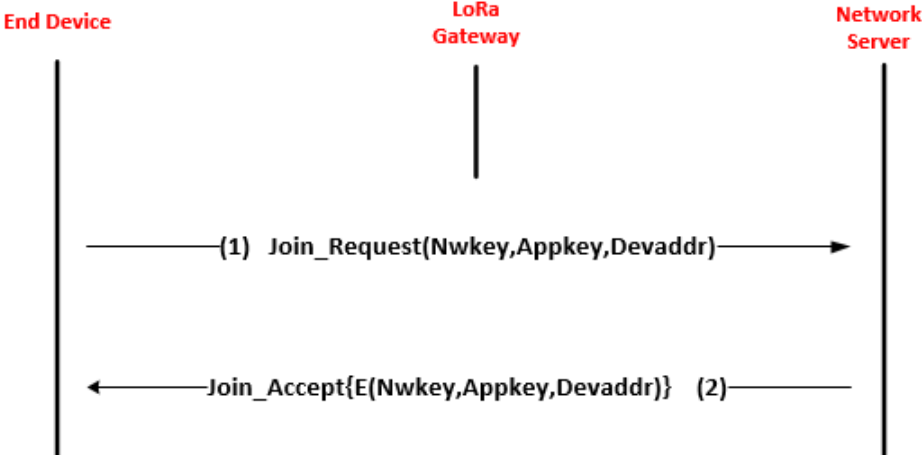 End Device
LoRa
Gateway
Network
Server
(1) Join_Request(Nwkey,Appkey,Devaddr)
Join_Accept{E(Nwkey,Appkey,Devaddr)} (2)